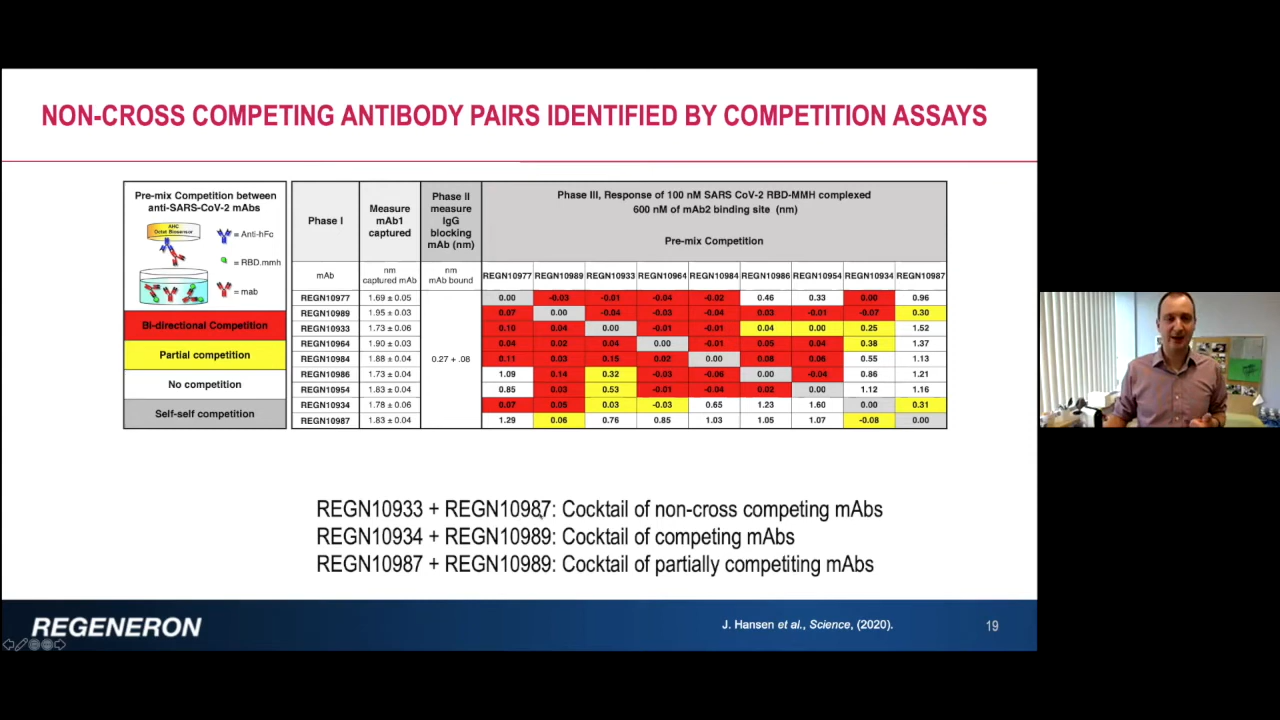 NON-CROSS COMPETING ANTIBODY PAIRS IDENTIFIED BY COMPETITION ASSAYS
Pre-mix Competition between
anti-SARS-CoV-2 mAbs
AHC
Octet Biosensor
= Anti-hFc
= RBD.mmh
= mab
Bi-directional Competition
Partial competition
No competition
Self-self competition
Phase I
Measure
mAb1
captured
Phase II
measure
IgG
blocking
mAb (nm)
Phase III, Response of 100 nM SARS CoV-2 RBD-MMH complexed
600 nM of mAb2 binding site (nm)
Pre-mix Competition
mAb
nm
captured mAb
nm
mAb bound
REGN10977 REGN10989 REGN10933 REGN10964 REGN10984 REGN10986 REGN10954 REGN10934 REGN10987
REGN10977 1.69 ± 0.05 0.00 -0.03 -0.01 -0.04 -0.02 0.46 0.33 0.00 0.96
REGN10989 1.95 ± 0.03 0.07 0.00 -0.04 -0.03 -0.04 0.03 -0.01 -0.07 0.30
REGN10933 1.73 ± 0.06 0.10 0.04 0.00 -0.01 -0.01 0.04 0.00 0.25 1.52
REGN10964 1.90 ± 0.03 0.04 0.02 0.04 0.00 -0.01 0.05 0.04 0.38 1.37
REGN10984 1.88 ± 0.04 0.27 + .08 0.11 0.03 0.15 0.02 0.00 0.08 0.06 0.55 1.13
REGN10986 1.73 ± 0.04 1.09 0.14 0.32 -0.03 -0.06 0.00 -0.04 0.86 1.21
REGN10954 1.83 ± 0.04 0.85 0.03 0.53 -0.01 -0.04 0.02 0.00 1.12 1.16
REGN10934 1.78 ± 0.06 0.07 0.05 0.03 -0.03 0.65 1.23 1.60 0.00 0.31
REGN10987 1.83 ± 0.04 1.29 0.06 0.76 0.85 1.03 1.05 1.07 -0.08 0.00
REGN10933 + REGN10987: Cocktail of non-cross competing mAbs
REGN10934 + REGN10989: Cocktail of competing mAbs
REGN10987 + REGN10989: Cocktail of partially competiting mAbs
REGENERON
J. Hansen et al., Science, (2020).
19